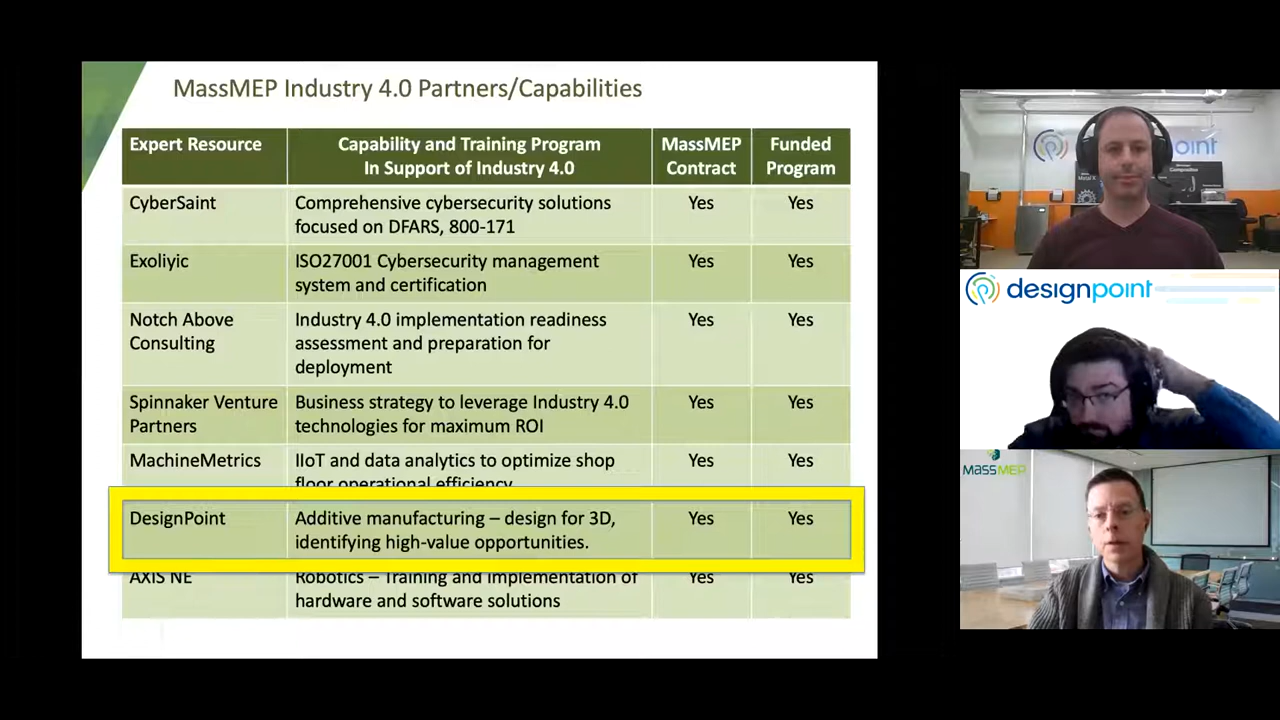 MassMEP Industry 4.0 Partners/Capabilities
Expert Resource
Capability and Training Program
In Support of Industry 4.0
MassMEP
Contract
Funded
Program
CyberSaint
Comprehensive cybersecurity solutions
focused on DFARS, 800-171
Yes
Yes
Exoliyic
ISO27001 Cybersecurity management
system and certification
Yes
Yes
Notch Above
Consulting
Industry 4.0 implementation readiness
assessment and preparation for
deployment
Yes
Yes
Spinnaker Venture
Partners
Business strategy to leverage Industry 4.0
technologies for maximum ROI
Yes
Yes
MachineMetrics
IIoT and data analytics to optimize shop
floor operational efficiency
Yes
Yes
DesignPoint
Additive manufacturing – design for 3D,
identifying high-value opportunities.
Yes
Yes
AXIS NE
Robotics – Training and implementation of
hardware and software solutions
Yes
Yes
point
designpoint
MASSMEP